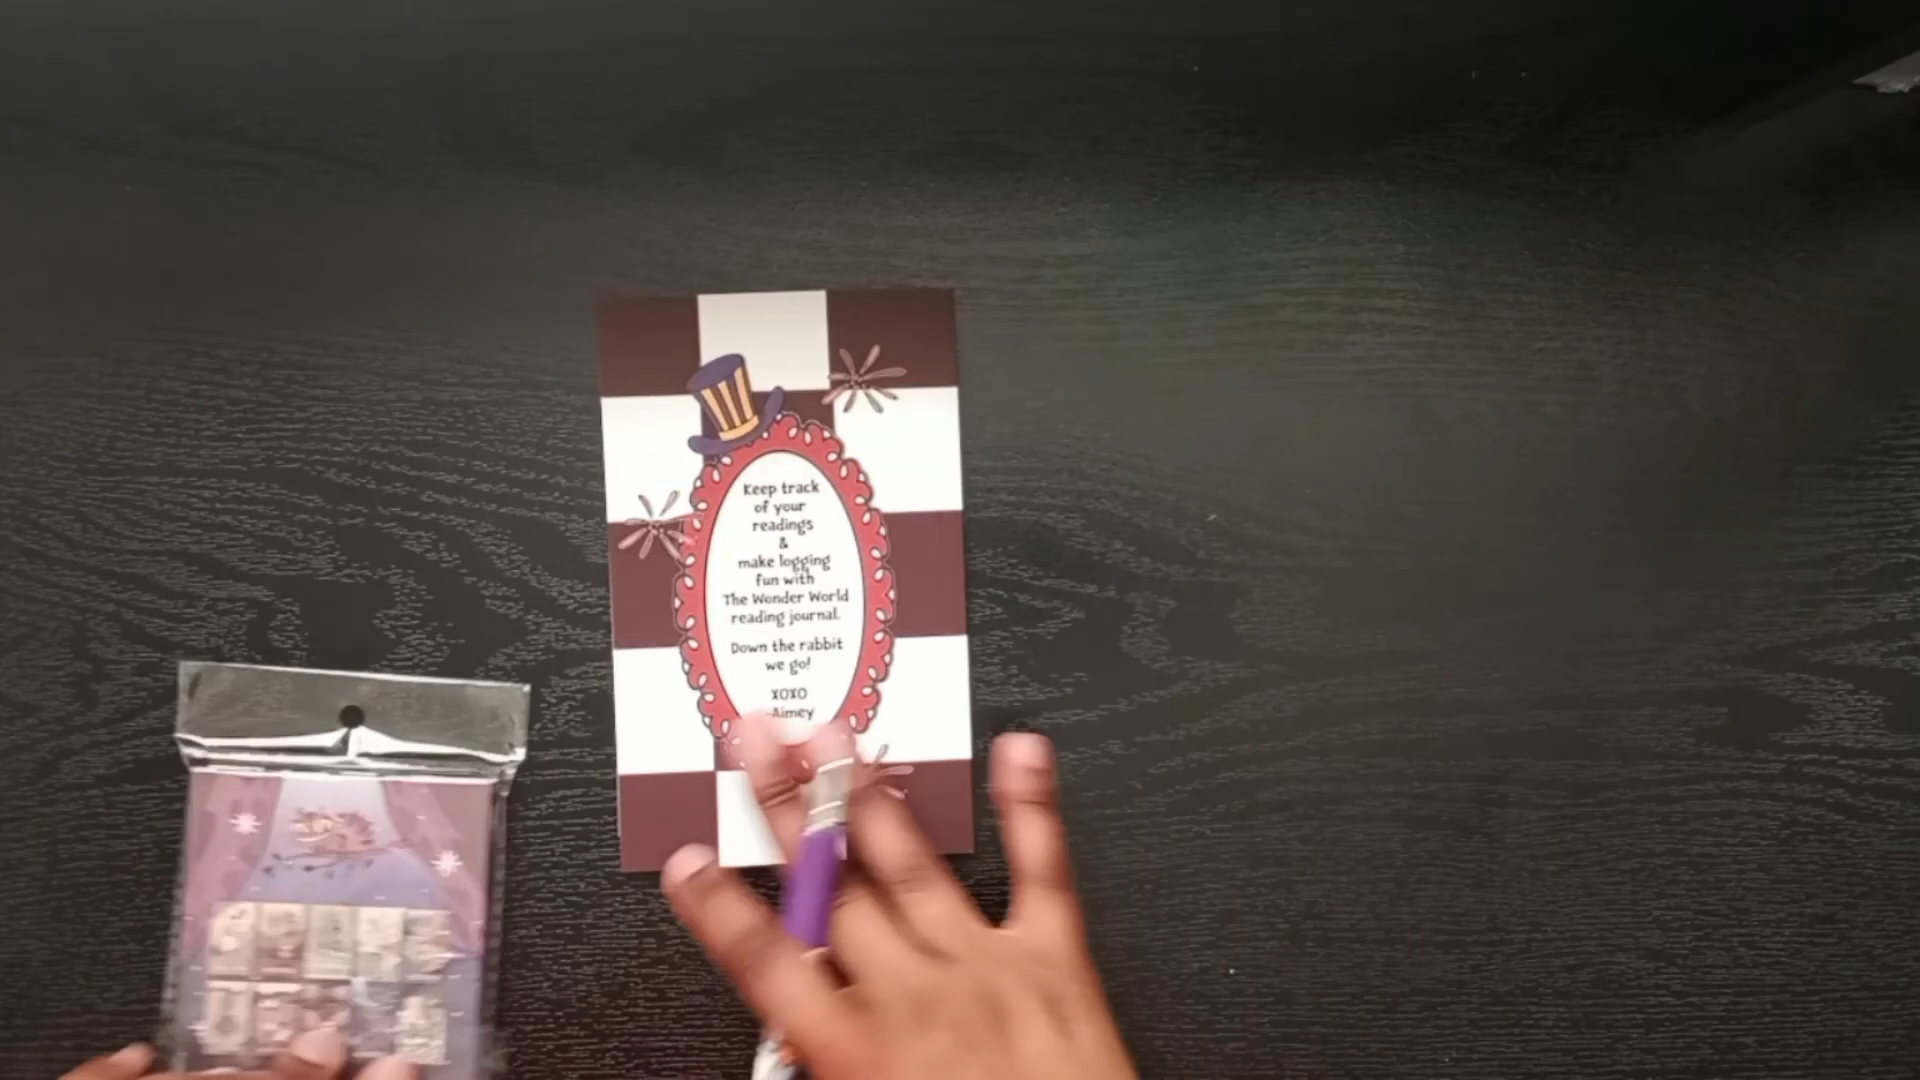 Keep track
of your
readings
&
make logging
fun with
The Wonder World
reading journal.
Down the rabbit
we go!
XOXO
-Aimey